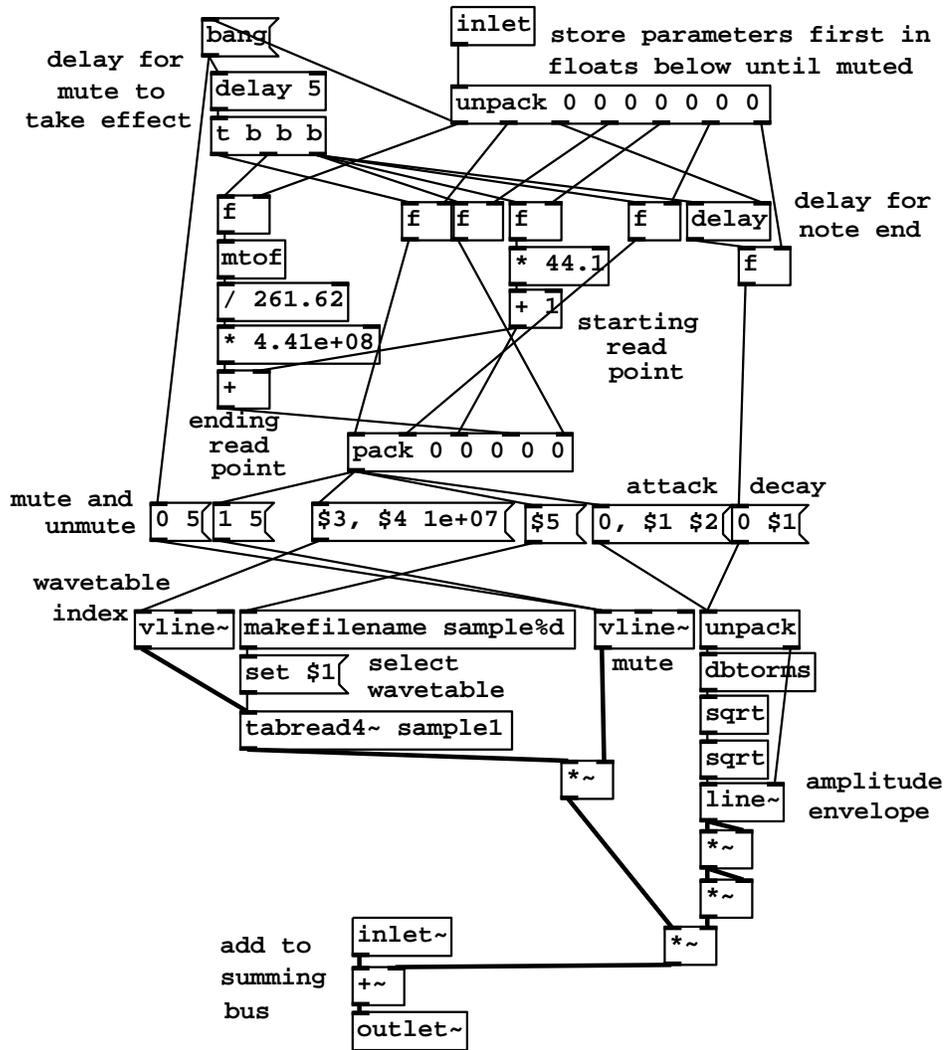 bang
inlet
store parameters first in
floats below until muted
delay for
mute to
take effect
delay 5
unpack 0 0 0 0 0 0 0
t b b b
f
f
f
f
f
delay
delay for
note end
mtof
* 44.1
f
/ 261.62
+ 1
starting
read
point
* 4.41e+08
+
ending
read
point
pack 0 0 0 0 0
mute and
unmute
attack
decay
0 5
1 5
$3, $4 1e+07
$5
0, $1 $2
0 $1
wavetable
index
vline~
makefilename sample%d
vline~
unpack
set $1
select
wavetable
mute
dbtorms
tabread4~ sample1
sqrt
sqrt
*~
line~
amplitude
envelope
*~
*~
add to
summing
bus
inlet~
*~
+~
outlet~